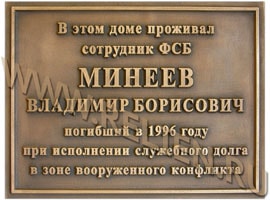 В этом доме проживал
сотрудник ФСБ
МИНЕЕВ
ВЛАДИМИР БОРИСОВИЧ
погибший в 1996 году
при исполнении служебного долга
в зоне вооруженного конфликта